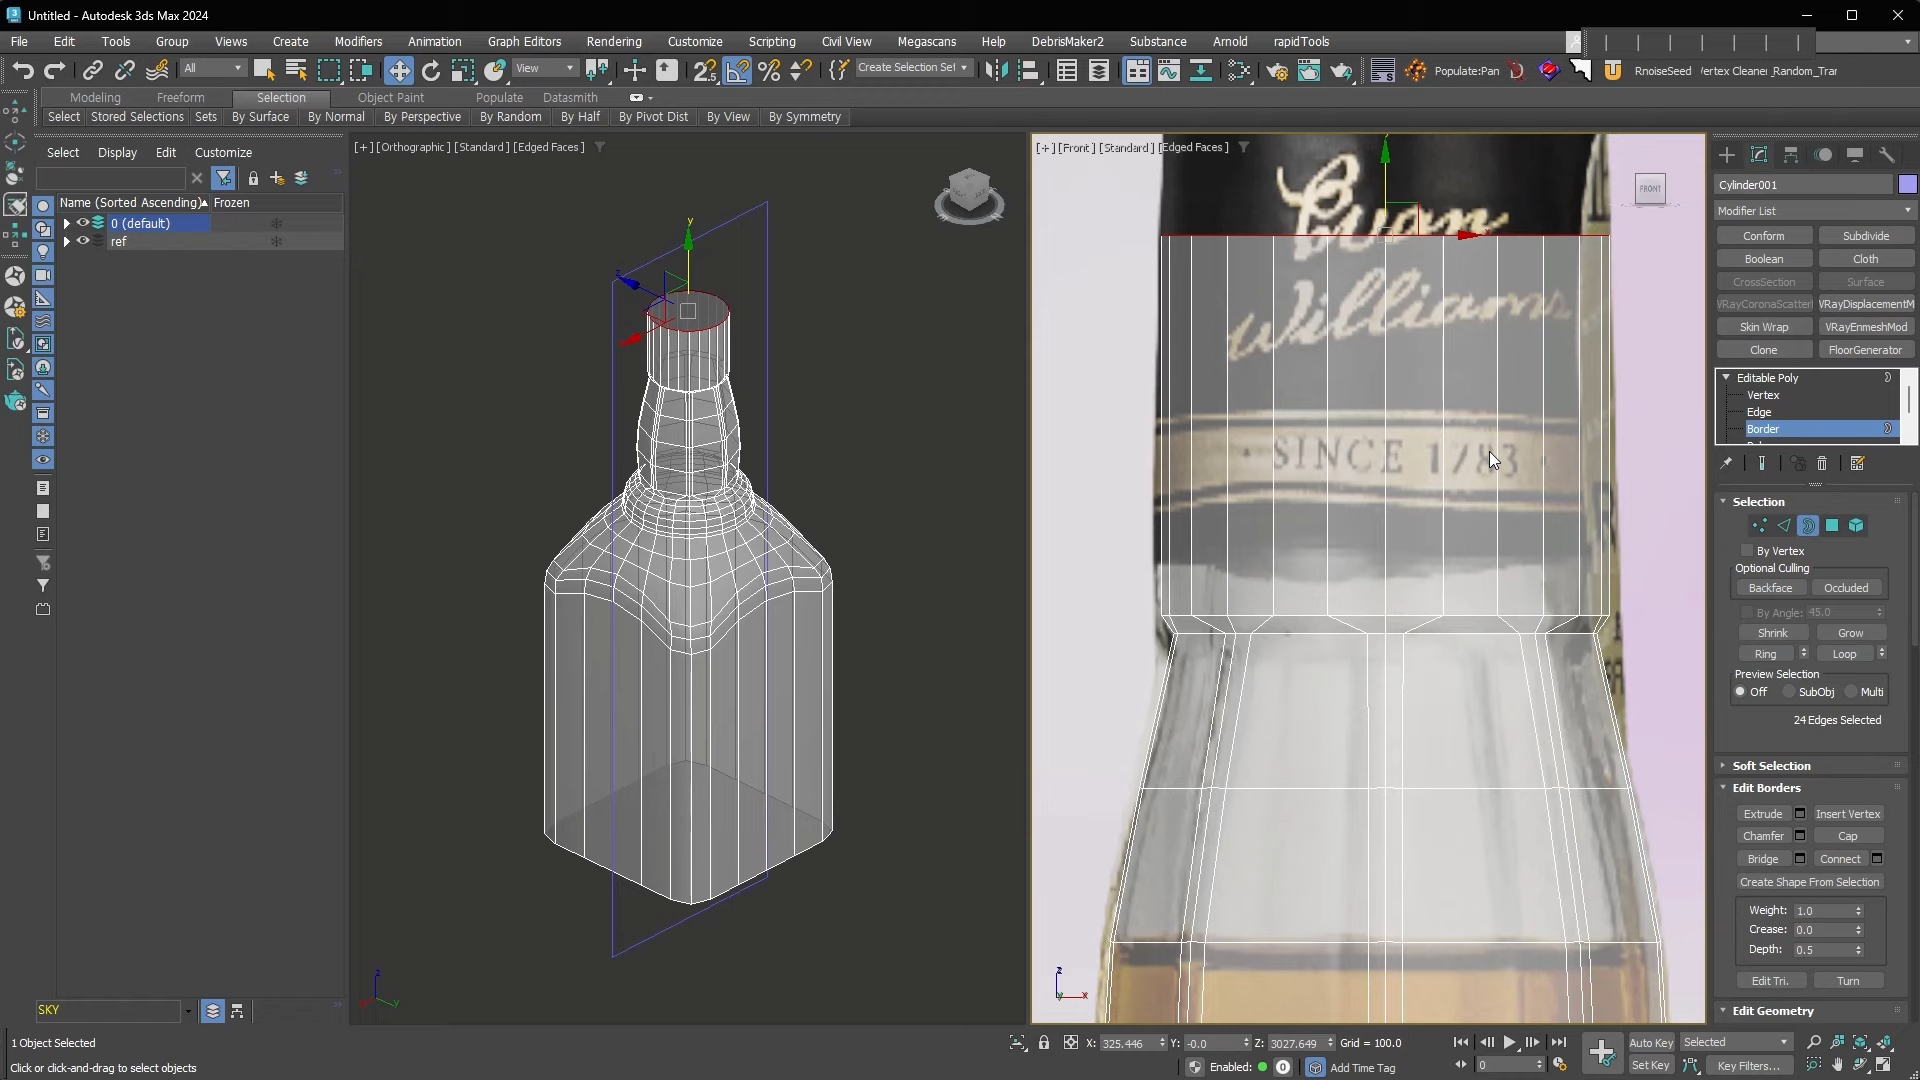 Untitled - Autodesk 3ds Max 2024
File Edit Tools Group Views Create Modifiers Animation Graph Editors Rendering Customize Scripting Civil View Megascans Help DebrisMaker2 Substance Arnold rapidTools
All View Create Selection Set Populate:Pan RnoiseSeed /ertex Cleaner _Random_Trar
Modeling Freeform Selection Object Paint Populate Datasmith
Select Stored Selections Sets By Surface By Normal By Perspective By Random By Half By Pivot Dist By View By Symmetry
Select Display Edit Customize
Name (Sorted Ascending) Frozen
0 (default)
ref
SKY
[+] [Orthographic] [Standard] [Edged Faces]
y
z
z
[+] [Front] [Standard] [Edged Faces]
FRONT
Evan
Williams
· SINCE 1783 ·
z
y x
Cylinder001
Modifier List
Conform Subdivide
Boolean Cloth
CrossSection Surface
VRayCoronaScatter VRayDisplacementM
Skin Wrap VRayEnmeshMod
Clone FloorGenerator
Editable Poly
Vertex
Edge
Border
Selection
By Vertex
Optional Culling
Backface Occluded
By Angle: 45.0
Shrink Grow
Ring Loop
Preview Selection
Off SubObj Multi
24 Edges Selected
Soft Selection
Edit Borders
Extrude Insert Vertex
Chamfer Cap
Bridge Connect
Create Shape From Selection
Weight: 1.0
Crease: 0.0
Depth: 0.5
Edit Tri. Turn
Edit Geometry
1 Object Selected
Click or click-and-drag to select objects
X: 325.446 Y: -0.0 Z: 3027.649 Grid = 100.0
Enabled: 0 Add Time Tag
0
Auto Key Selected
Set Key Key Filters...